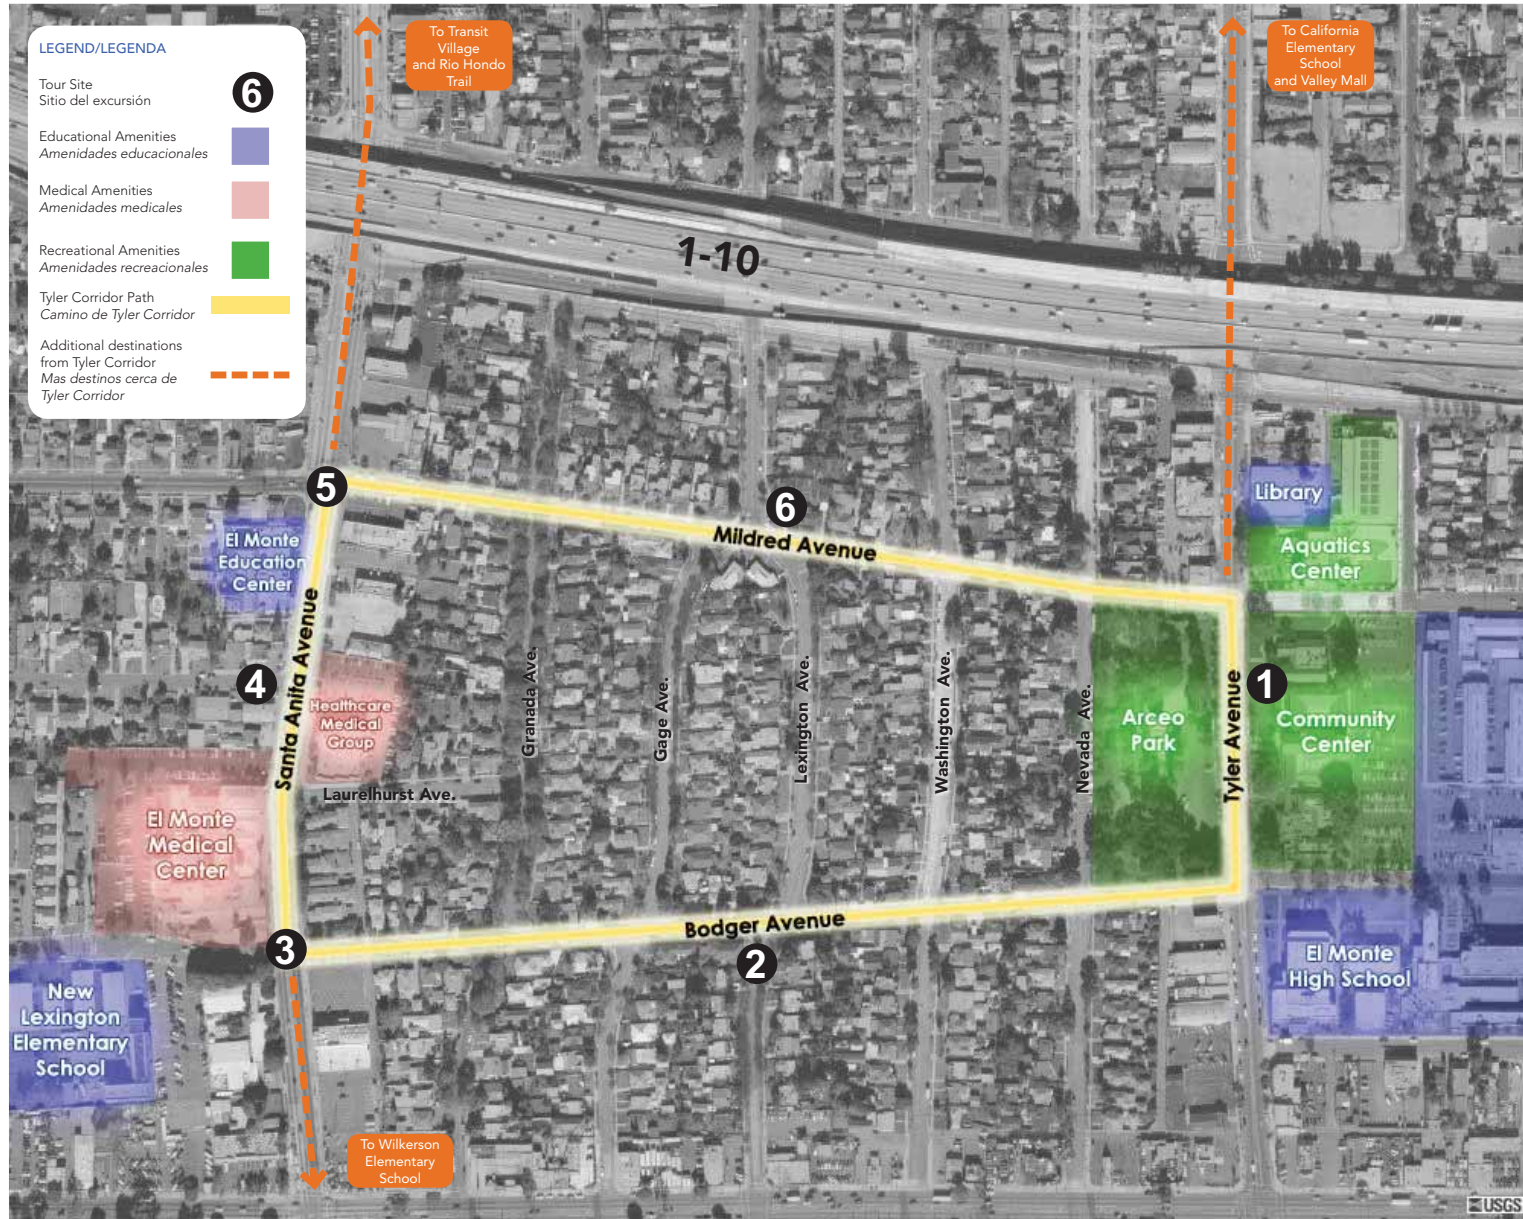 LEGEND/LEGENDA
Tour Site
Sitio del excursión
6
Educational Amenities
Amenidades educacionales
Medical Amenities
Amenidades medicales
Recreational Amenities
Amenidades recreacionales
Tyler Corridor Path
Camino de Tyler Corridor
Additional destinations
from Tyler Corridor
Mas destinos cerca de
Tyler Corridor
To Transit
Village
and Rio Hondo
Trail
To California
Elementary
School
and Valley Mall
1-10
5
6
Mildred Avenue
Library
Aquatics
Center
El Monte
Education
Center
Santa Anita Avenue
4
Healthcare
Medical
Group
Laurelhurst Ave.
Granada Ave.
Gage Ave.
Lexington Ave.
Washington Ave.
Nevada Ave.
Arceo
Park
Tyler Avenue
1
Community
Center
El Monte
Medical
Center
3
Bodger Avenue
2
El Monte
High School
New
Lexington
Elementary
School
To Wilkerson
Elementary
School
USGS